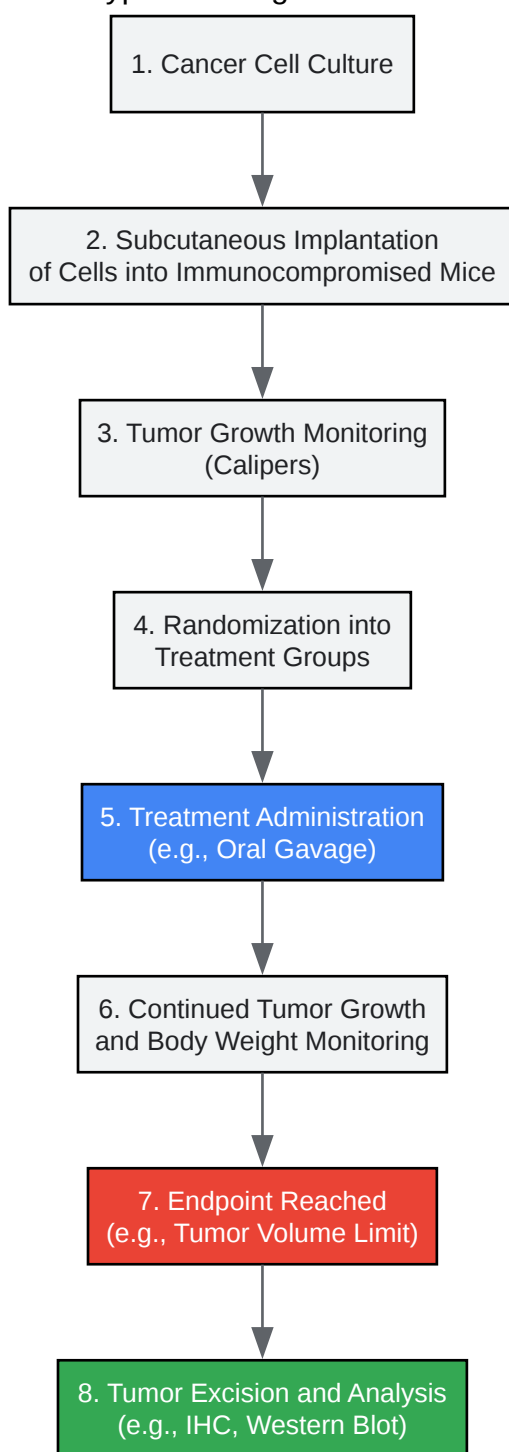 1. Cancer Cell Culture
2. Subcutaneous Implantation
of Cells into Immunocompromised Mice
3. Tumor Growth Monitoring
(Calipers)
4. Randomization into
Treatment Groups
5. Treatment Administration
(e.g., Oral Gavage)
6. Continued Tumor Growth
and Body Weight Monitoring
7. Endpoint Reached
(e.g., Tumor Volume Limit)
8. Tumor Excision and Analysis
(e.g., IHC, Western Blot)